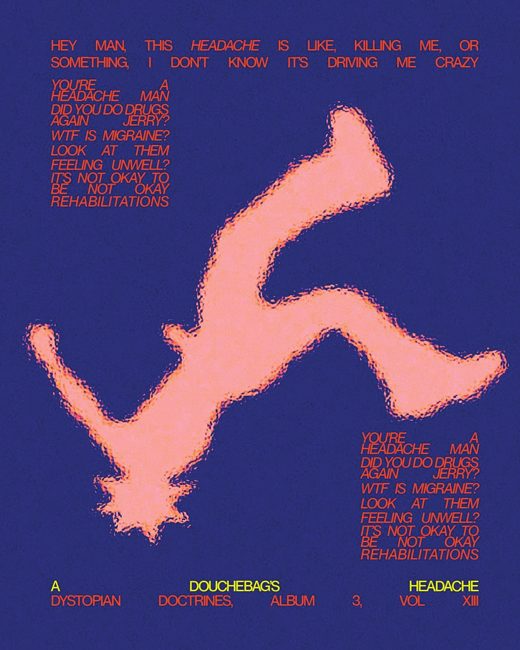 HEY MAN, THIS HEADACHE IS LIKE, KILLING ME, OR
SOMETHING, I DON'T KNOW IT'S DRIVING ME CRAZY
YOU'RE A
HEADACHE MAN
DID YOU DO DRUGS
AGAIN JERRY?
WTF IS MIGRAINE?
LOOK AT THEM
FEELING UNWELL?
IT'S NOT OKAY TO
BE NOT OKAY
REHABILITATIONS
YOU'RE A
HEADACHE MAN
DID YOU DO DRUGS
AGAIN JERRY?
WTF IS MIGRAINE?
LOOK AT THEM
FEELING UNWELL?
IT'S NOT OKAY TO
BE NOT OKAY
REHABILITATIONS
A DOUCHEBAG'S HEADACHE
DYSTOPIAN DOCTRINES, ALBUM 3, VOL XIII